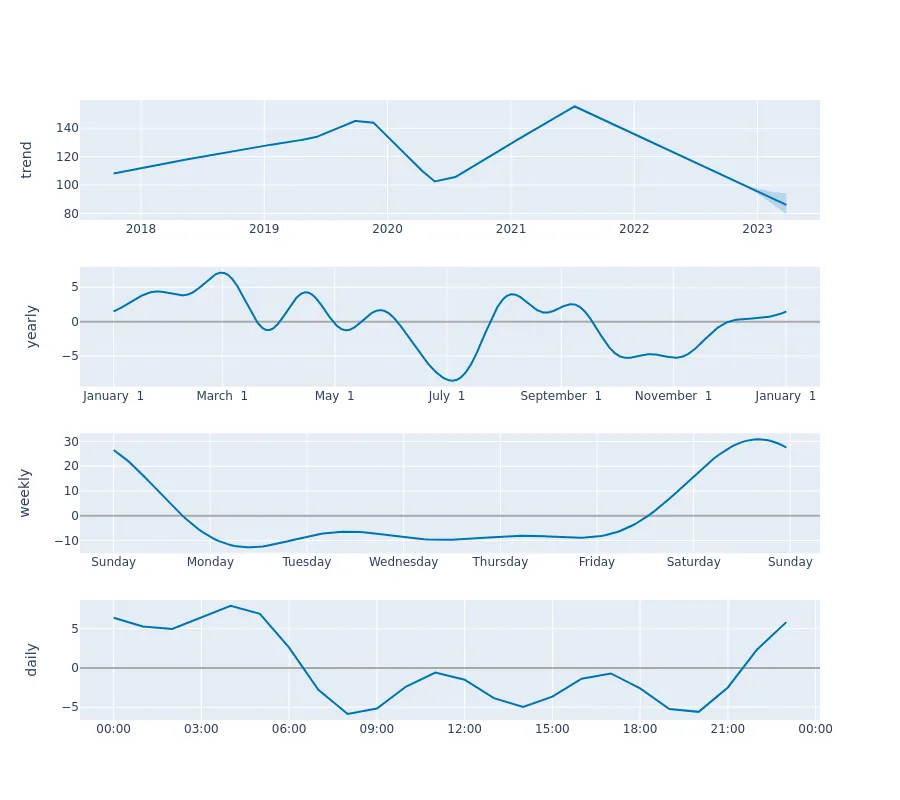 trend
140
120
100
80
2018 2019 2020 2021 2022 2023
yearly
5
0
−5
January 1 March 1 May 1 July 1 September 1 November 1 January 1
weekly
30
20
10
0
−10
Sunday Monday Tuesday Wednesday Thursday Friday Saturday Sunday
daily
5
0
−5
00:00 03:00 06:00 09:00 12:00 15:00 18:00 21:00 00:00